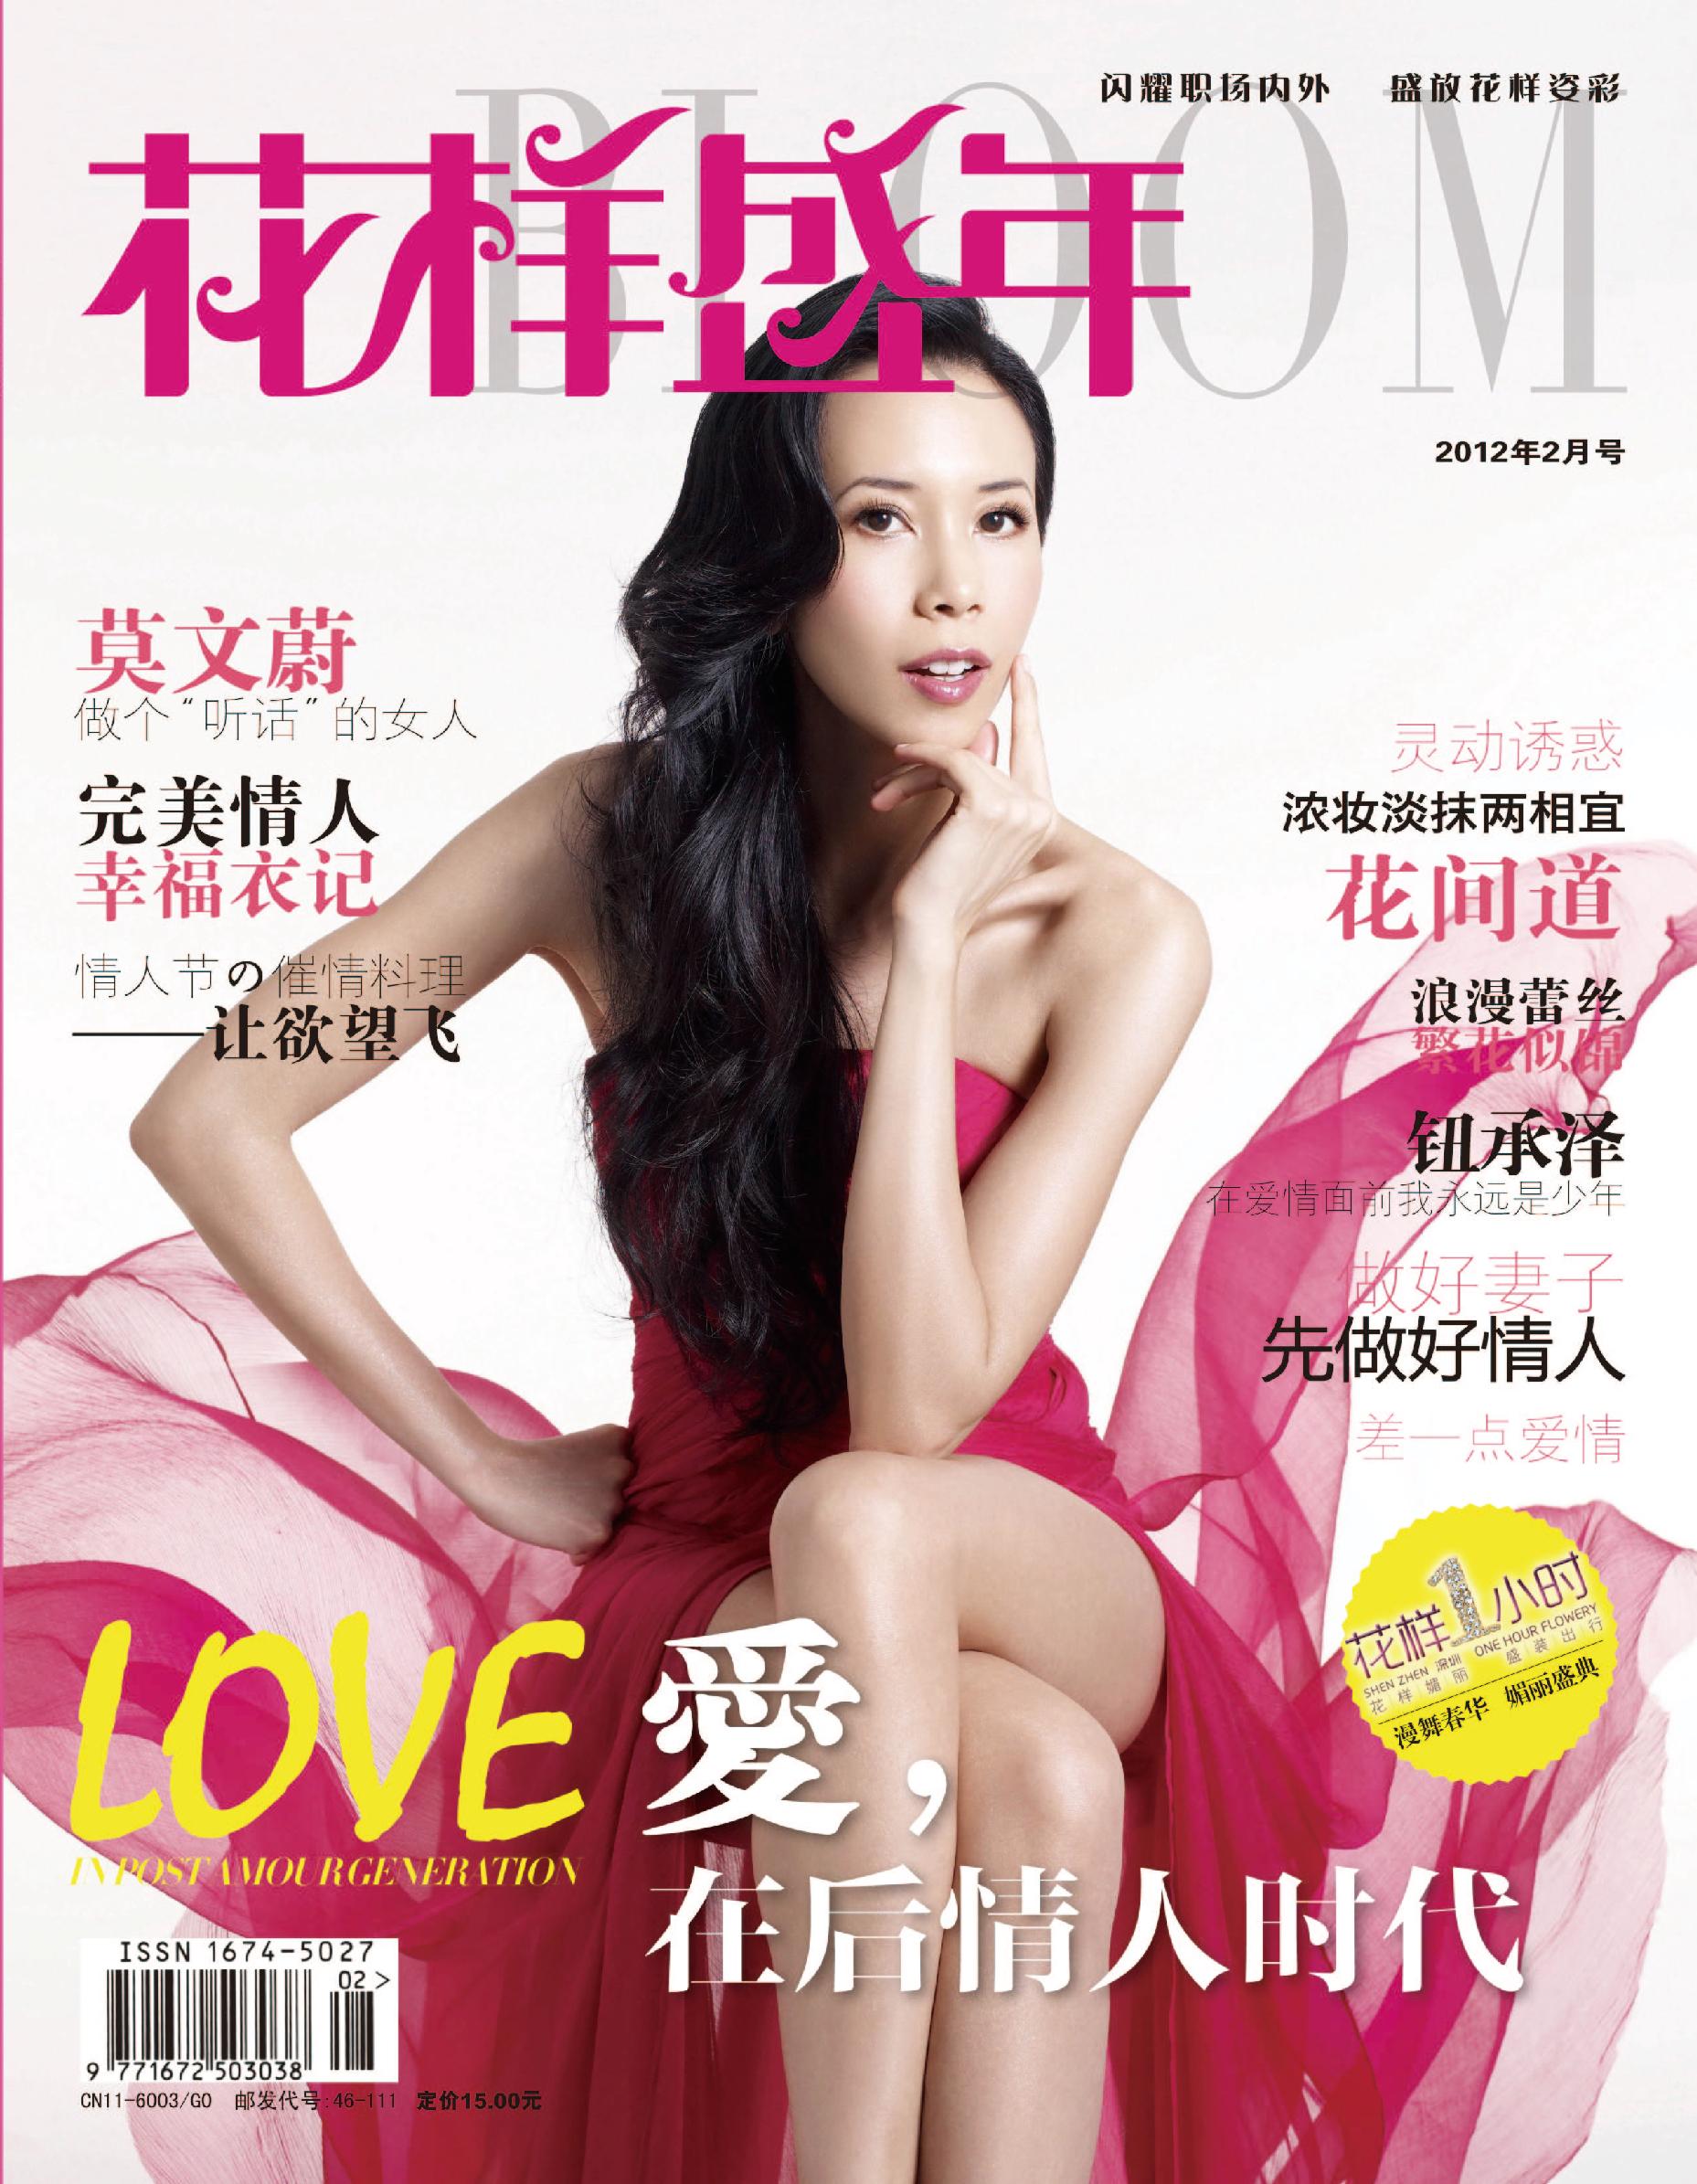 闪耀职场内外 盛放花样姿彩
BLOOM
花样盛年
2012年2月号
莫文蔚
做个“听话”的女人
完美情人
幸福衣记
情人节の催情料理
——让欲望飞
灵动诱惑
浓妆淡抹两相宜
花间道
浪漫蕾丝
繁花似锦
钮承泽
在爱情面前我永远是少年
做好妻子
先做好情人
差一点爱情
花样1小时
SHEN ZHEN 深圳 ONE HOUR FLOWERY
花样媚丽 盛装出行
漫舞春华 媚丽盛典
LOVE
IN POST AMOUR GENERATION
愛，
在后情人时代
ISSN 1674-5027
02 >
9 771672 503038
CN11-6003/GO 邮发代号:46-111 定价15.00元